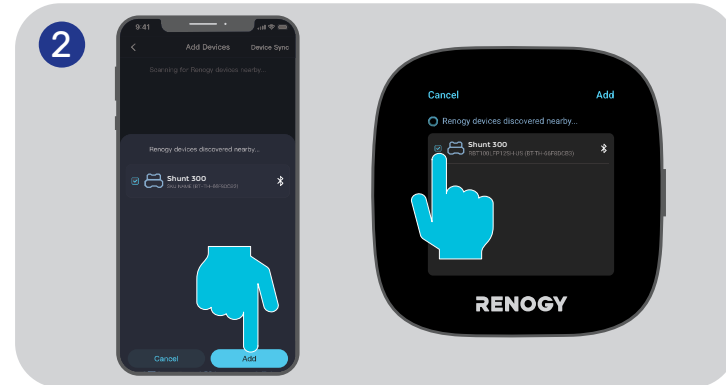 2
9:41
Add Devices
Device Sync
Scanning for Renogy devices nearby...
Renogy devices discovered nearby...
Shunt 300
Cancel
Add
Cancel
Add
Renogy devices discovered nearby...
Shunt 300
RENOGY